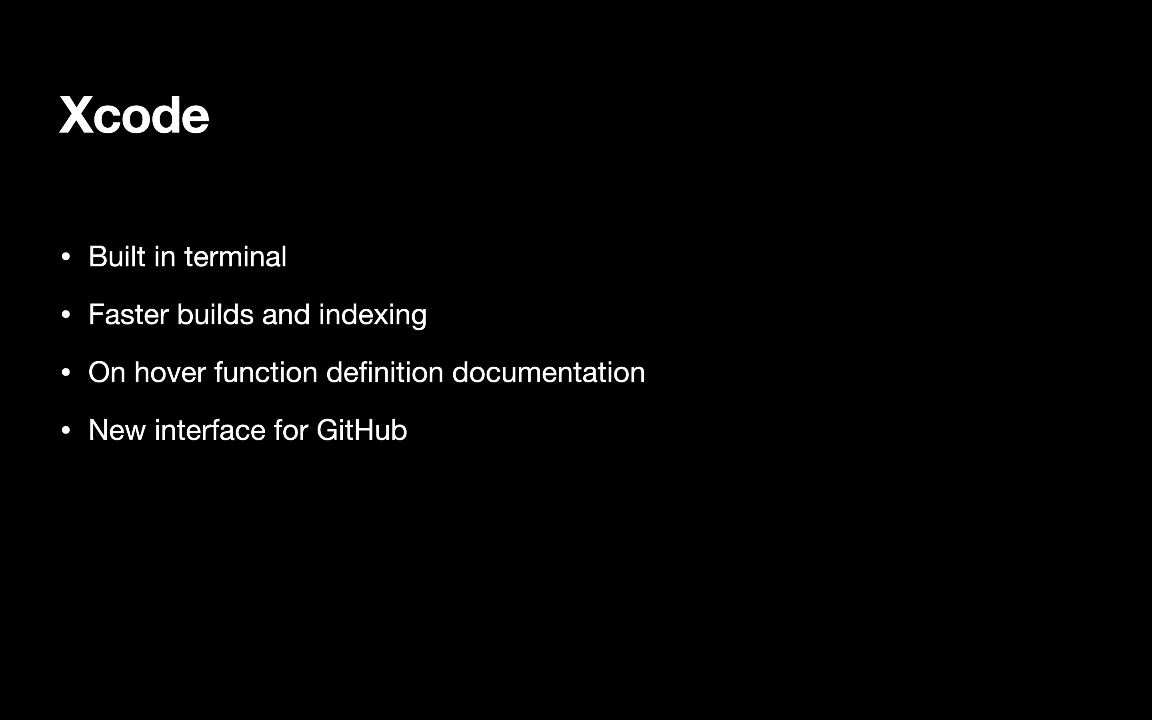 Xcode
• Built in terminal
• Faster builds and indexing
• On hover function definition documentation
• New interface for GitHub